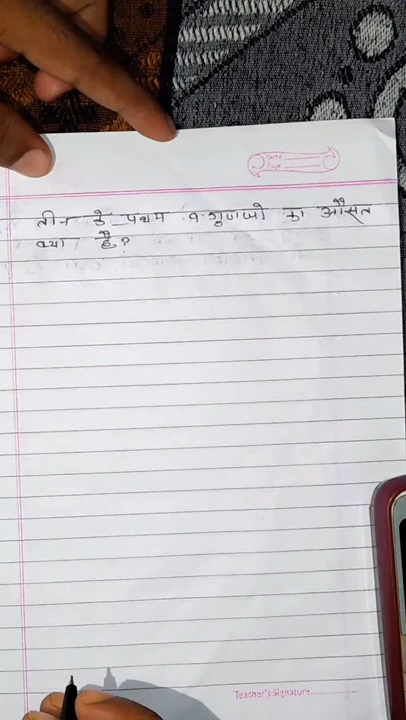 तीन के प्रथम 9 गुणजो का औसत
क्या है?
Teacher's Signature